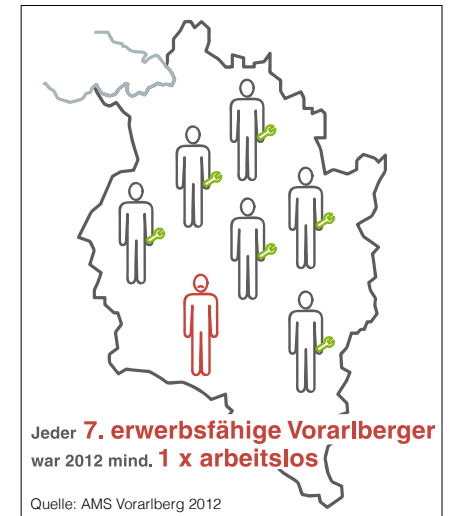 Jeder 7. erwerbsfähige Vorarlberger
war 2012 mind. 1 x arbeitslos
Quelle: AMS Vorarlberg 2012